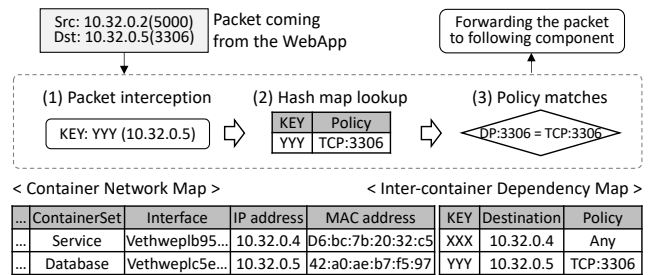 Src: 10.32.0.2(5000)
Dst: 10.32.0.5(3306)
Packet coming
from the WebApp
Forwarding the packet
to following component
(1) Packet interception
(2) Hash map lookup
(3) Policy matches
KEY: YYY (10.32.0.5)
KEY Policy
YYY TCP:3306
DP:3306 = TCP:3306
< Container Network Map >
< Inter-container Dependency Map >
... ContainerSet Interface IP address MAC address
... Service Vethweplb95... 10.32.0.4 D6:bc:7b:20:32:c5
... Database Vethweplc5e... 10.32.0.5 42:a0:ae:b7:f5:97
KEY Destination Policy
XXX 10.32.0.4 Any
YYY 10.32.0.5 TCP:3306